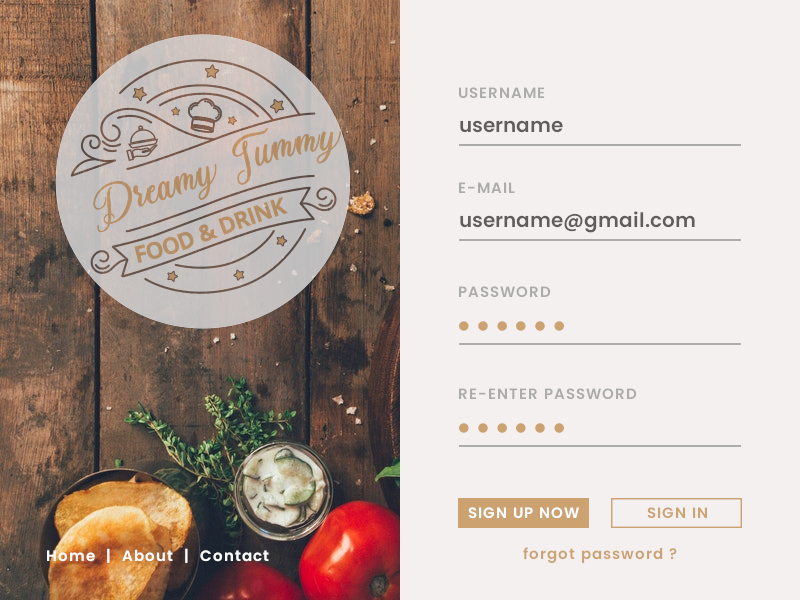 Dreamy Tummy
FOOD & DRINK
Home | About | Contact
USERNAME
username
E-MAIL
username@gmail.com
PASSWORD
RE-ENTER PASSWORD
SIGN UP NOW
SIGN IN
forgot password ?